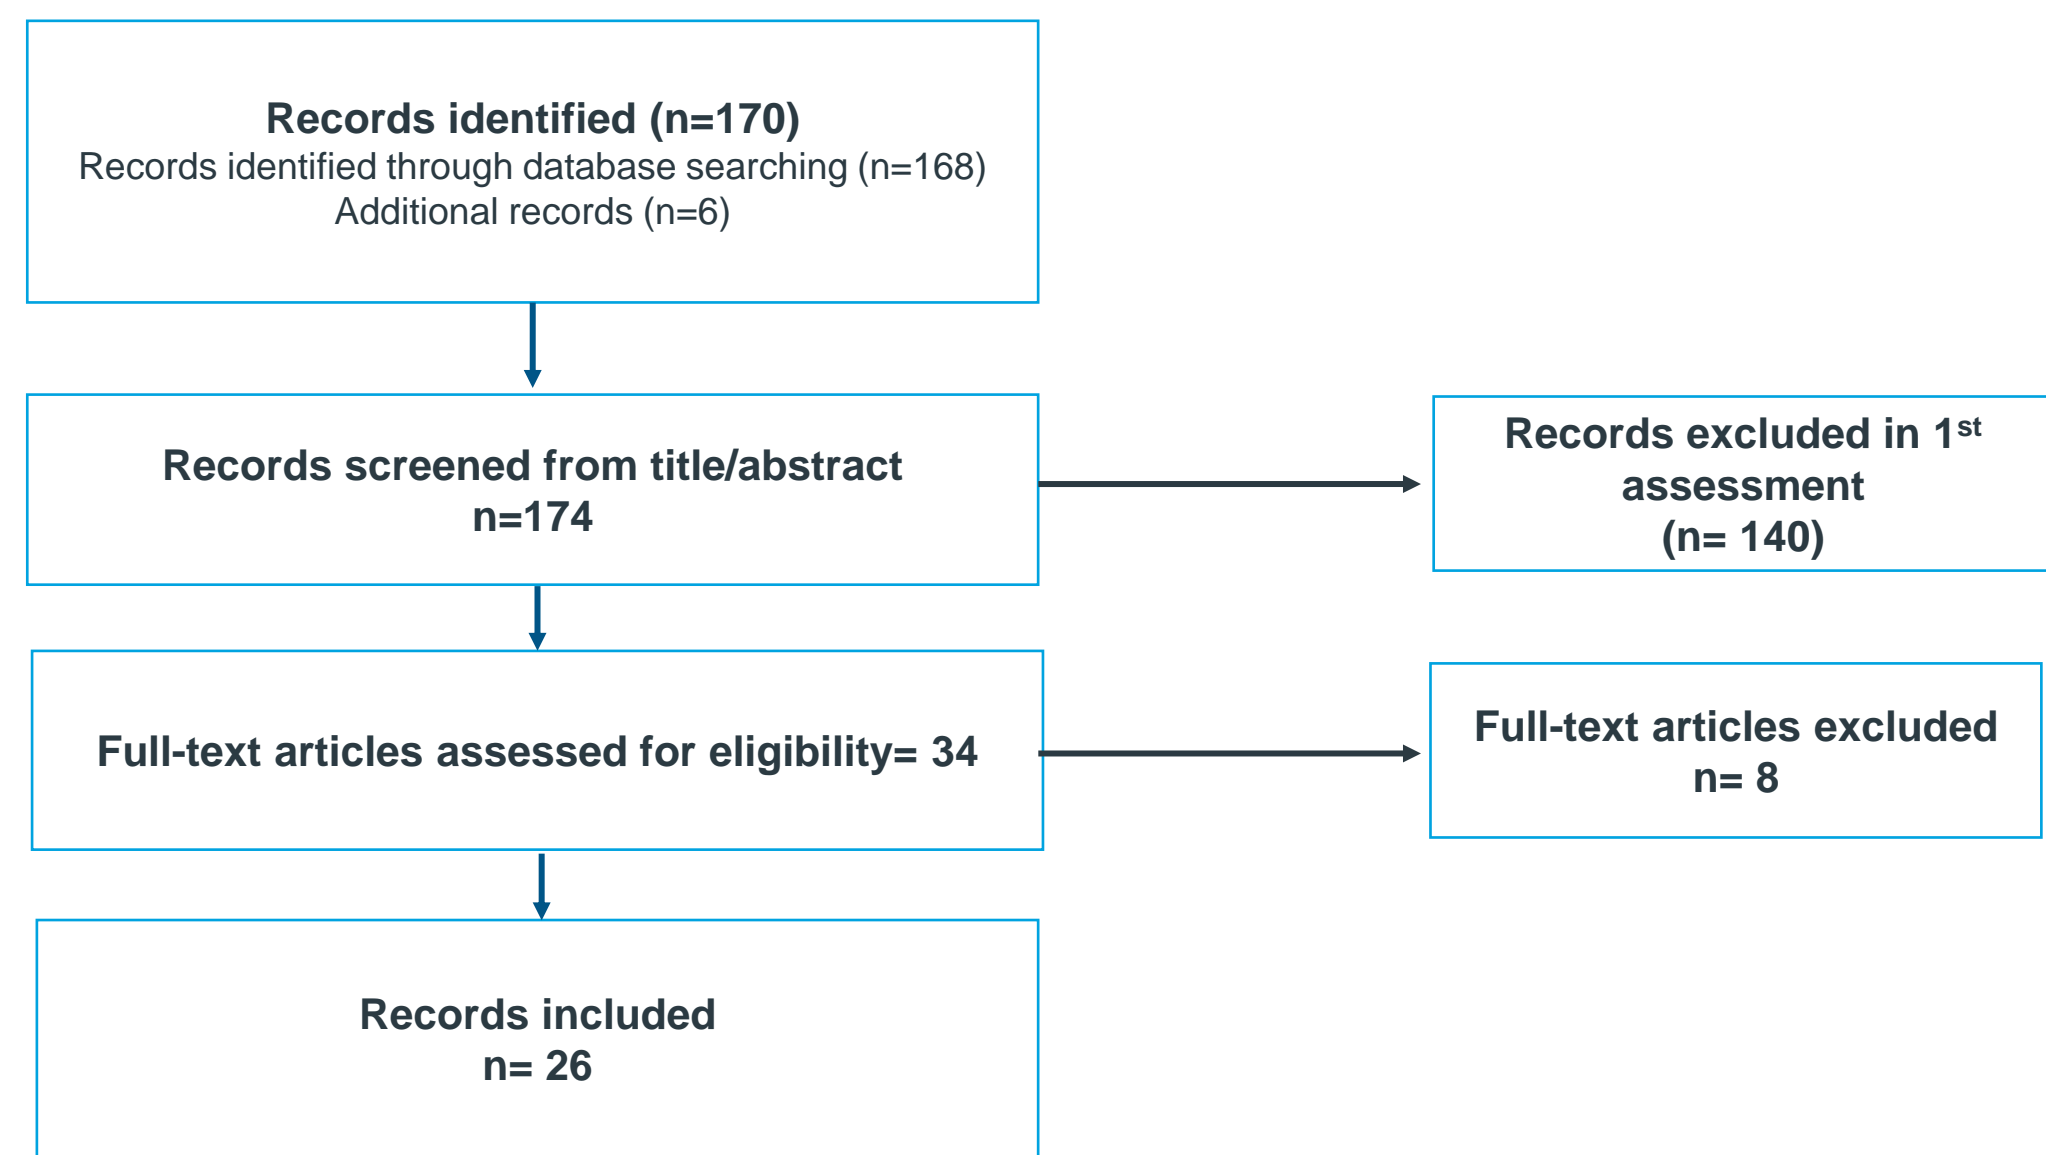 Records identified (n=170)
Records identified through database searching (n=168)
Additional records (n=6)
Records screened from title/abstract
n=174
Records excluded in 1st
assessment
(n= 140)
Full-text articles assessed for eligibility= 34
Full-text articles excluded
n= 8
Records included
n= 26